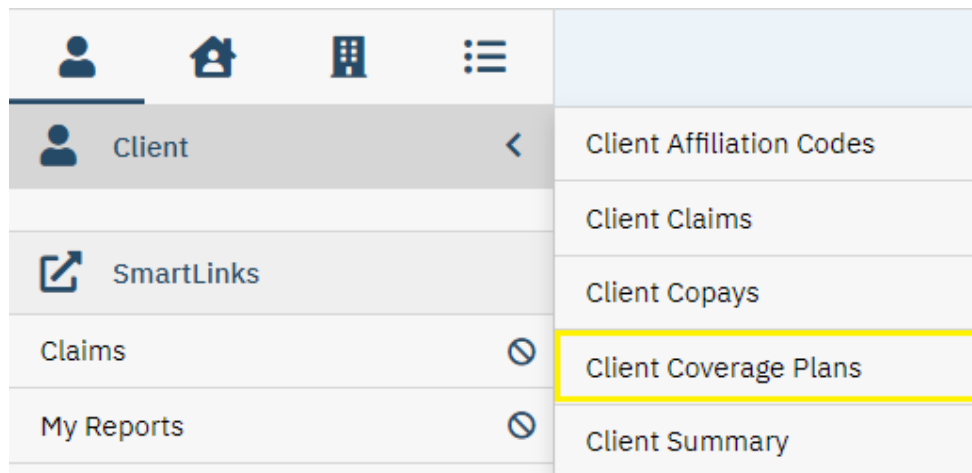 Client
SmartLinks
Claims
My Reports
Client Affiliation Codes
Client Claims
Client Copays
Client Coverage Plans
Client Summary